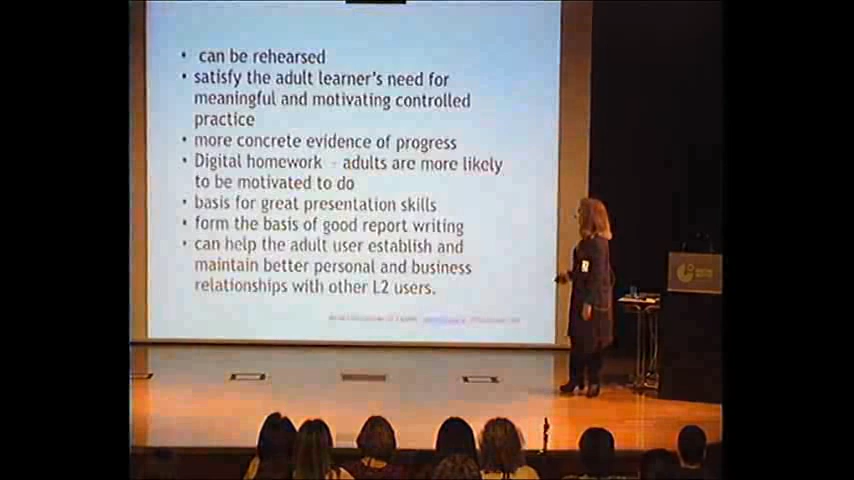 • can be rehearsed
• satisfy the adult learner's need for
meaningful and motivating controlled
practice
• more concrete evidence of progress
• Digital homework - adults are more likely
to be motivated to do
• basis for great presentation skills
• form the basis of good report writing
• can help the adult user establish and
maintain better personal and business
relationships with other L2 users.